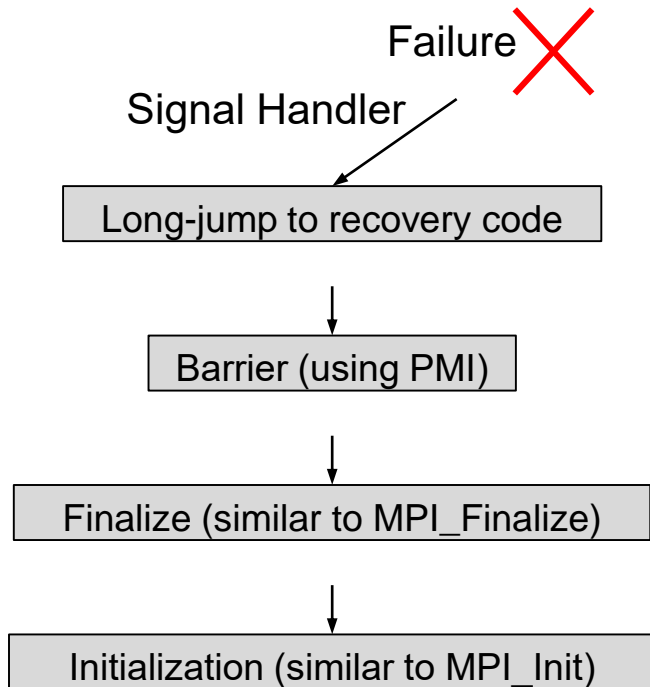 Failure
Signal Handler
Long-jump to recovery code
Barrier (using PMI)
Finalize (similar to MPI_Finalize)
Initialization (similar to MPI_Init)